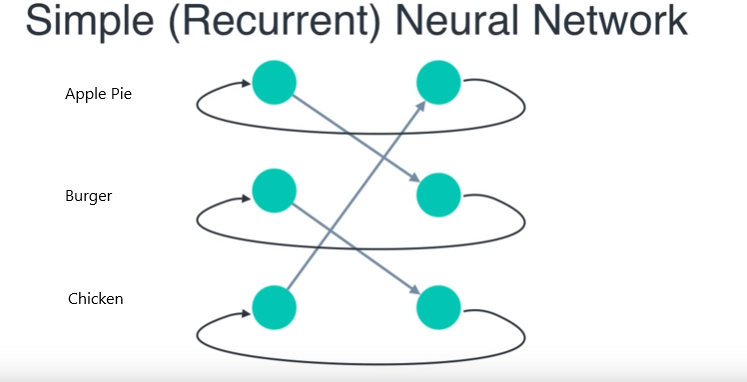 Simple (Recurrent) Neural Network
Apple Pie
Burger
Chicken